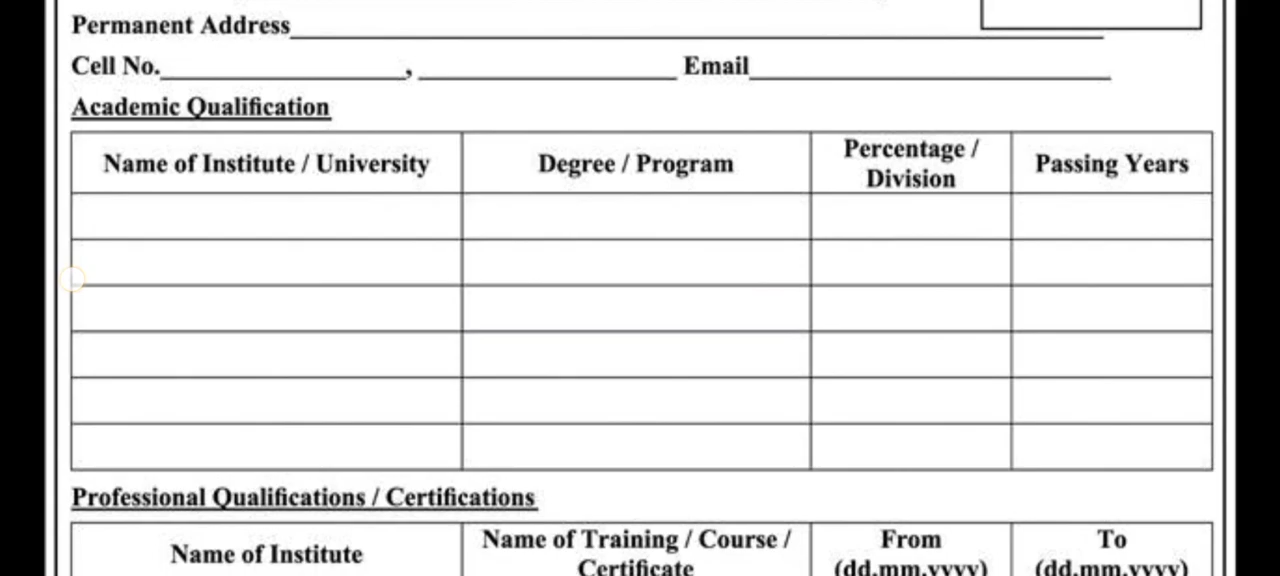 Permanent Address
Cell No. , Email
Academic Qualification
Name of Institute / University Degree / Program Percentage / Division Passing Years
Professional Qualifications / Certifications
Name of Institute Name of Training / Course / Certificate From (dd.mm.yyyy) To (dd.mm.yyyy)